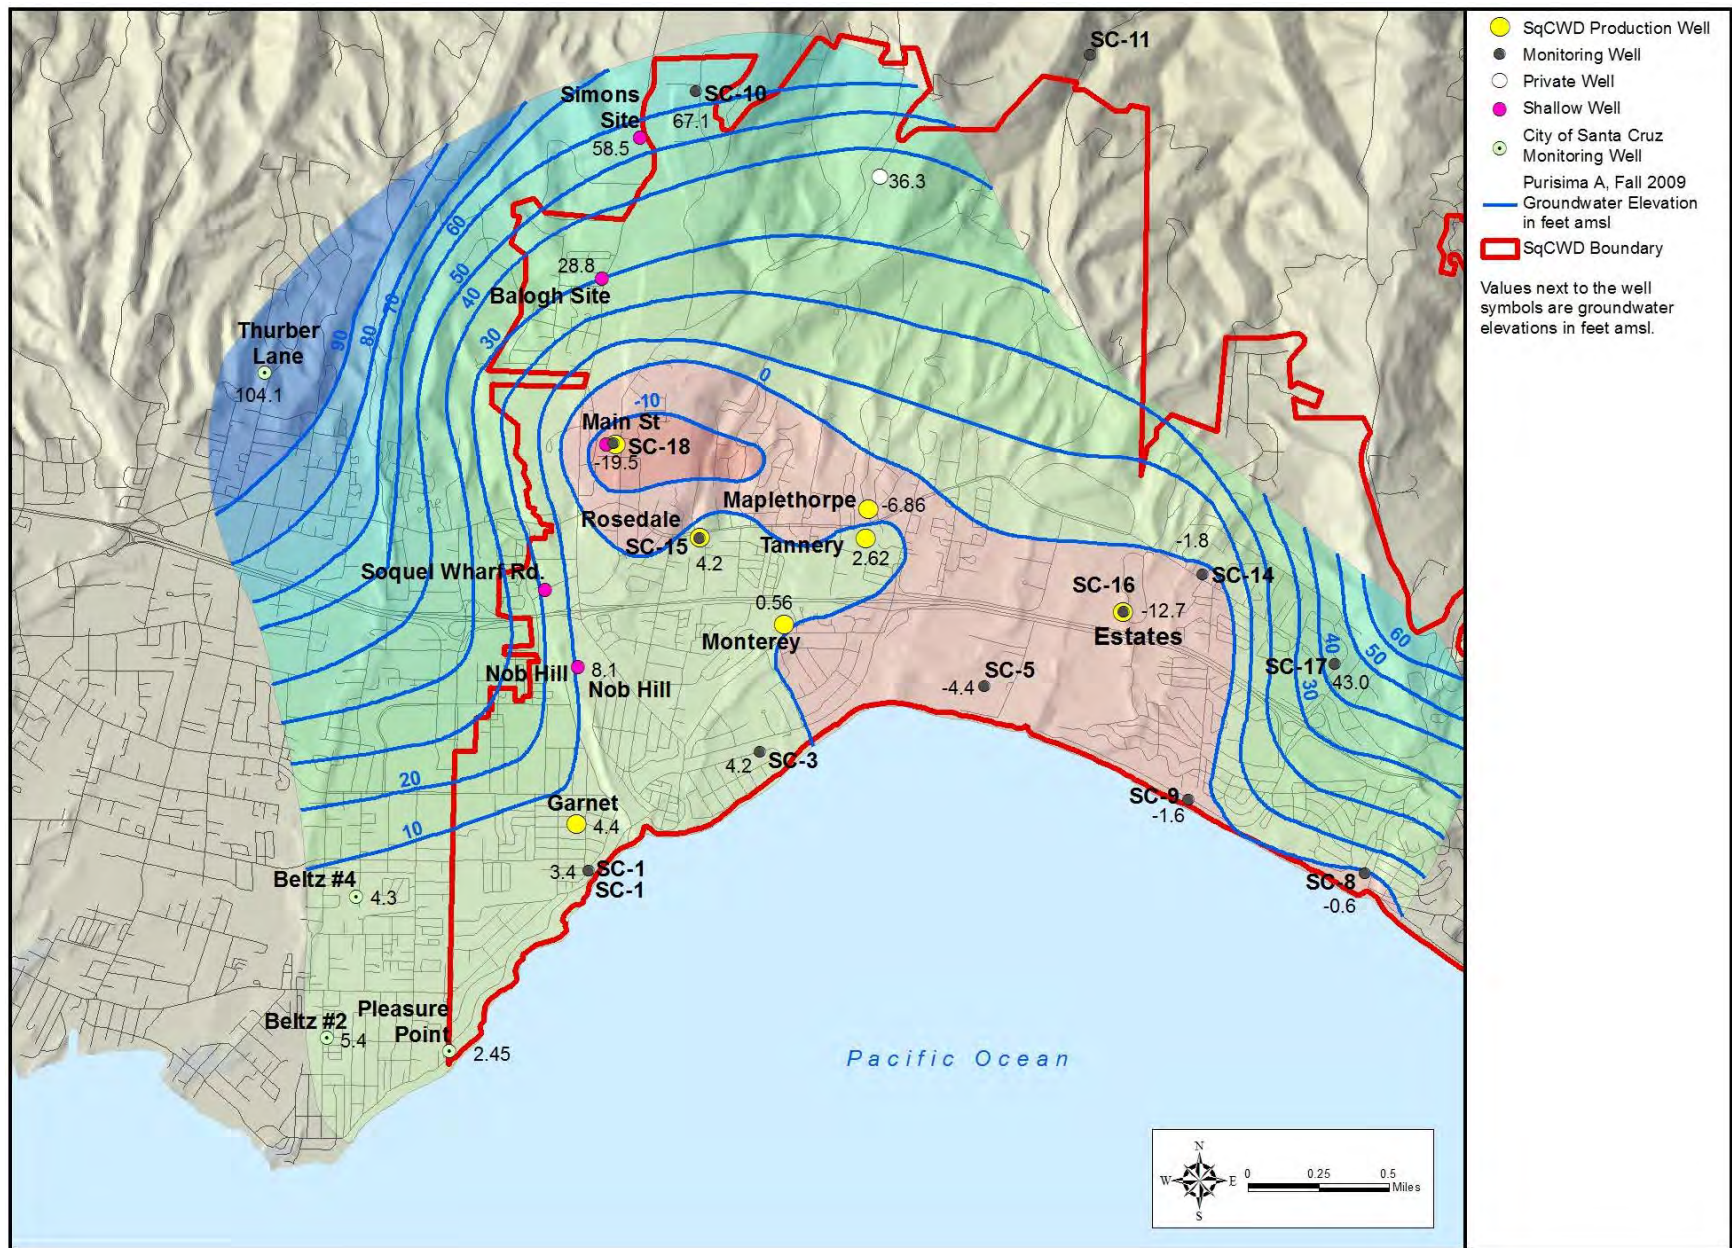 SC-11
Simons
Site
58.5
SC-10
67.1
36.3
60
50
40
70
80
90
30
28.8
Balogh Site
Thurber
Lane
104.1
0
-10
Main St
SC-18
-19.5
Maplethorpe
-6.86
Rosedale
SC-15
4.2
Tannery
2.62
-1.8
SC-14
Soquel Wharf Rd.
0.56
Monterey
SC-16
-12.7
Estates
Nob Hill
8.1
Nob Hill
SC-5
-4.4
SC-17
43.0
40
30
50
60
4.2
SC-3
20
10
Garnet
4.4
SC-9
-1.6
3.4
SC-1
SC-1
Beltz #4
4.3
SC-8
-0.6
Pleasure
Point
2.45
Beltz #2
5.4
Pacific Ocean
N
W
E
S
0
0.25
0.5
Miles
SqCWD Production Well
Monitoring Well
Private Well
Shallow Well
City of Santa Cruz
Monitoring Well
Purisima A, Fall 2009
Groundwater Elevation
in feet amsl
SqCWD Boundary
Values next to the well
symbols are groundwater
elevations in feet amsl.